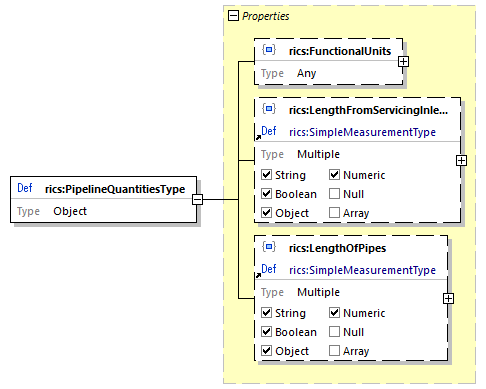 Properties
rics:FunctionalUnits
Type Any
rics:LengthFromServicingInle...
Def rics:SimpleMeasurementType
Type Multiple
String Numeric
Boolean Null
Object Array
Def rics:PipelineQuantitiesType
Type Object
rics:LengthOfPipes
Def rics:SimpleMeasurementType
Type Multiple
String Numeric
Boolean Null
Object Array